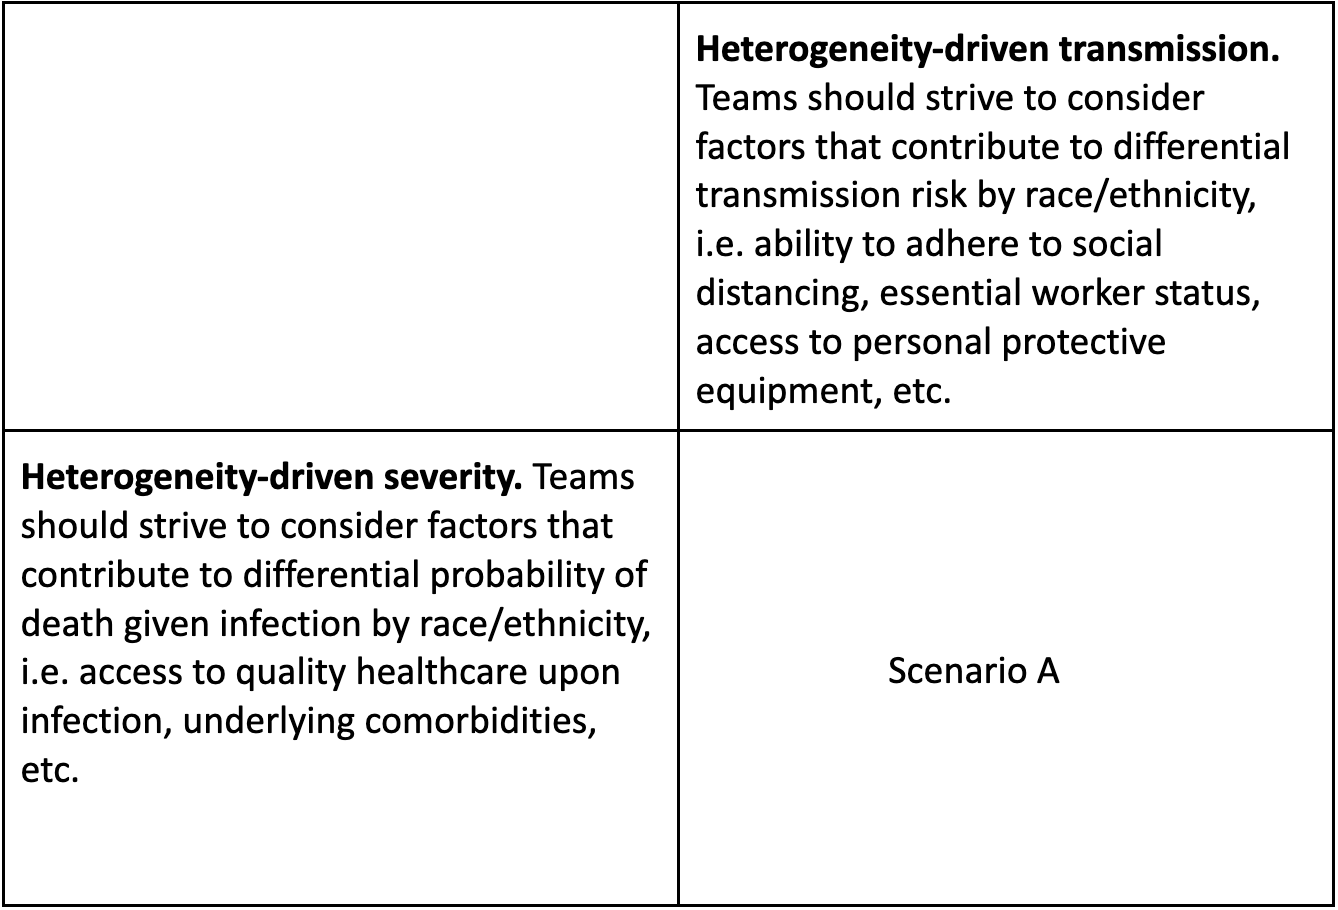 Heterogeneity-driven transmission.
Teams should strive to consider
factors that contribute to differential
transmission risk by race/ethnicity,
i.e. ability to adhere to social
distancing, essential worker status,
access to personal protective
equipment, etc.
Heterogeneity-driven severity. Teams
should strive to consider factors that
contribute to differential probability of
death given infection by race/ethnicity,
i.e. access to quality healthcare upon
infection, underlying comorbidities,
etc.
Scenario A